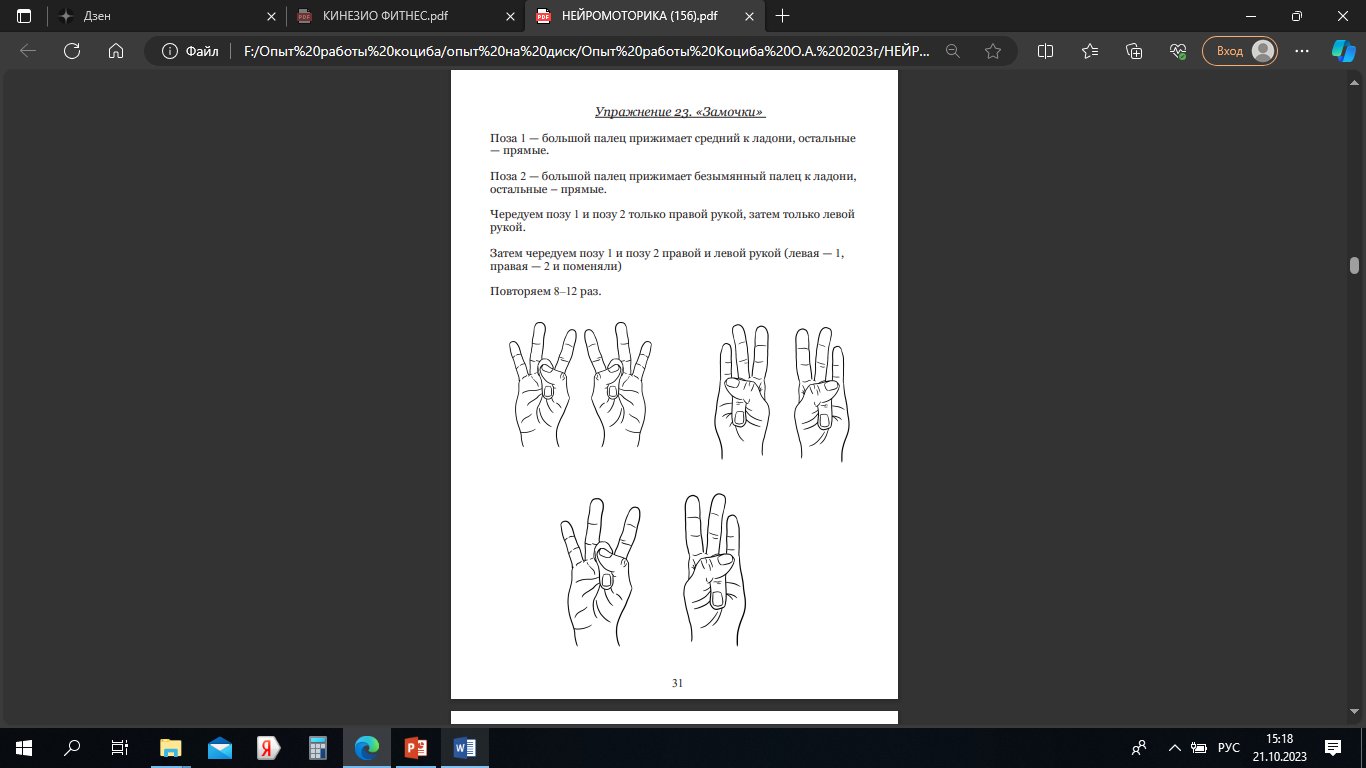 Дзен
КИНЕЗИО ФИТНЕС.pdf
НЕЙРОМОТОРИКА (156).pdf
Файл
F:/Опыт%20работы%20коциба/опыт%20на%20диск/Опыт%20работы%20Коциба%20О.А.%202023г/НЕЙР...
Вход
Упражнение 23. «Замочки»
Поза 1 — большой палец прижимает средний к ладони, остальные
— прямые.
Поза 2 — большой палец прижимает безымянный палец к ладони,
остальные – прямые.
Чередуем позу 1 и позу 2 только правой рукой, затем только левой
рукой.
Затем чередуем позу 1 и позу 2 правой и левой рукой (левая — 1,
правая — 2 и поменяли)
Повторяем 8–12 раз.
31
РУС
15:18
21.10.2023